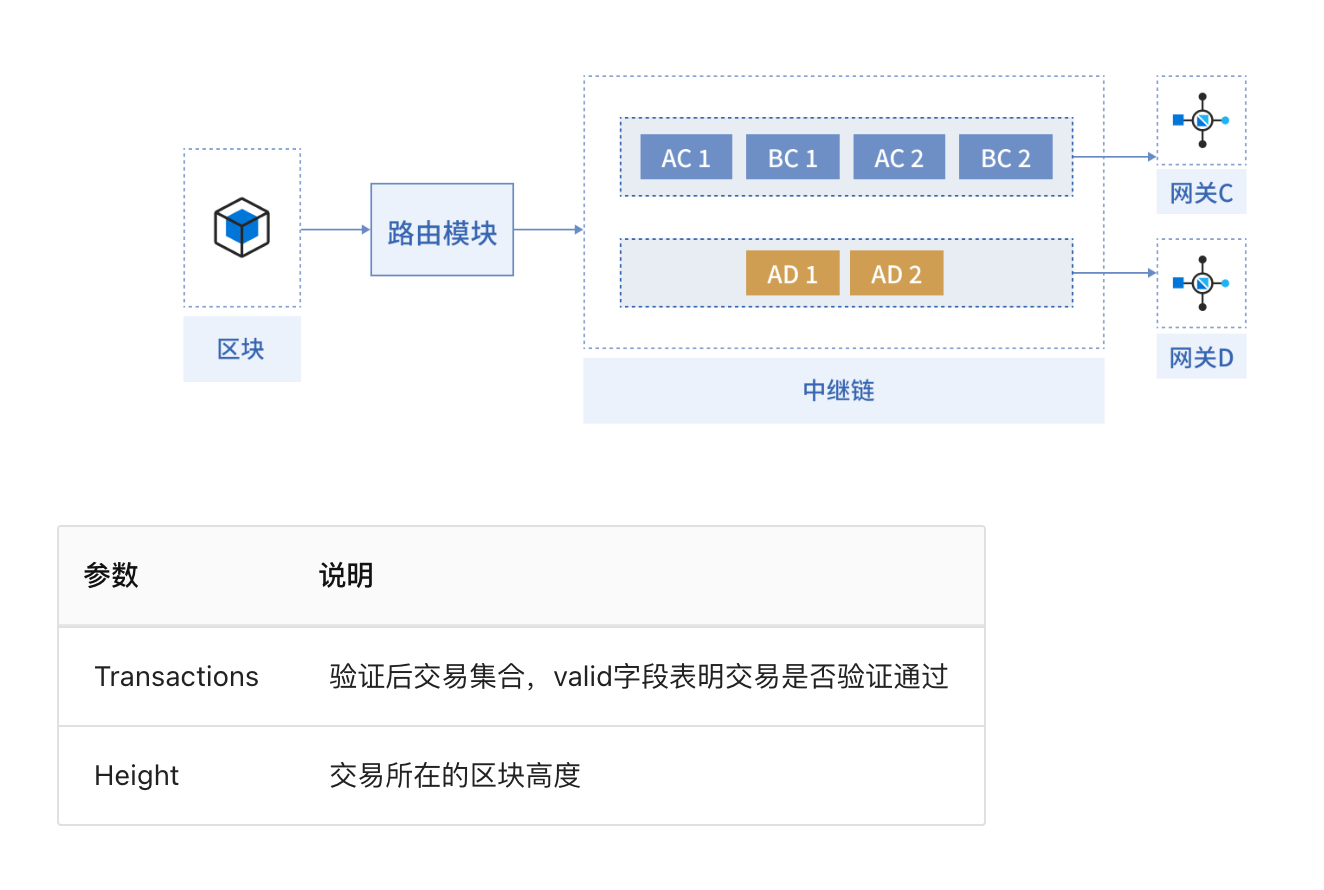 AC 1 BC 1 AC 2 BC 2
网关C
路由模块
AD 1 AD 2
区块
网关D
中继链
参数 说明
Transactions 验证后交易集合，valid字段表明交易是否验证通过
Height 交易所在的区块高度